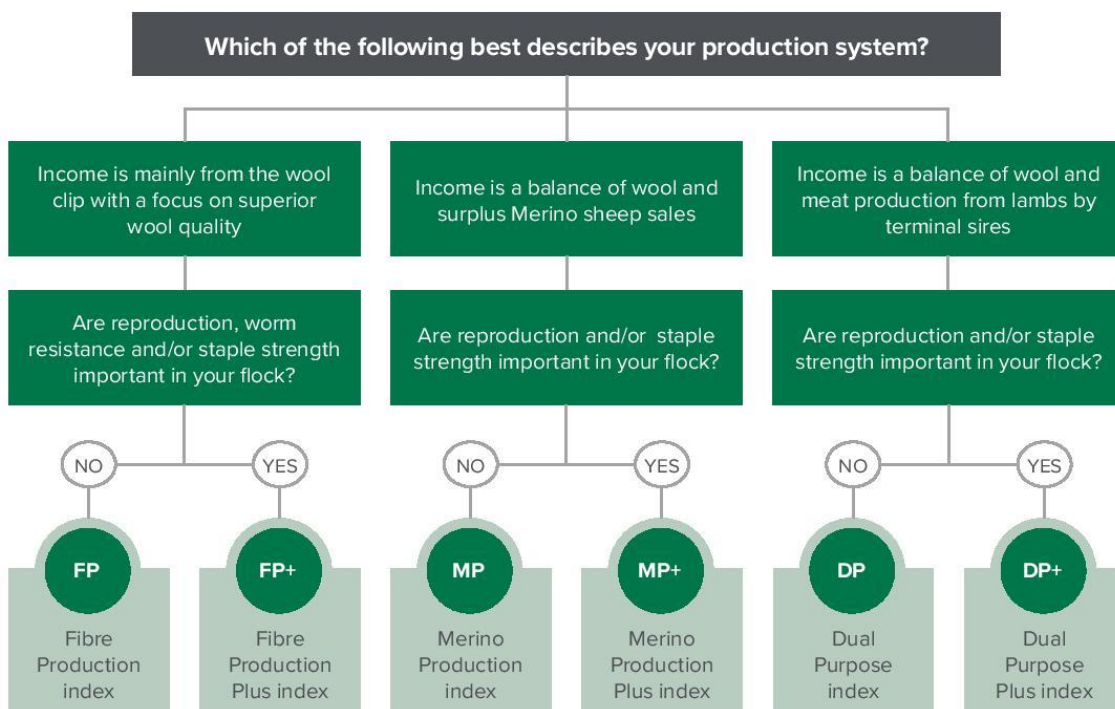 Which of the following best describes your production system?
Income is mainly from the wool
clip with a focus on superior
wool quality
Income is a balance of wool and
surplus Merino sheep sales
Income is a balance of wool and
meat production from lambs by
terminal sires
Are reproduction, worm
resistance and/or staple strength
important in your flock?
Are reproduction and/or staple
strength important in your flock?
Are reproduction and/or staple
strength important in your flock?
NO
YES
NO
YES
NO
YES
FP
FP+
MP
MP+
DP
DP+
Fibre
Production
index
Fibre
Production
Plus index
Merino
Production
index
Merino
Production
Plus index
Dual
Purpose
index
Dual
Purpose
Plus index